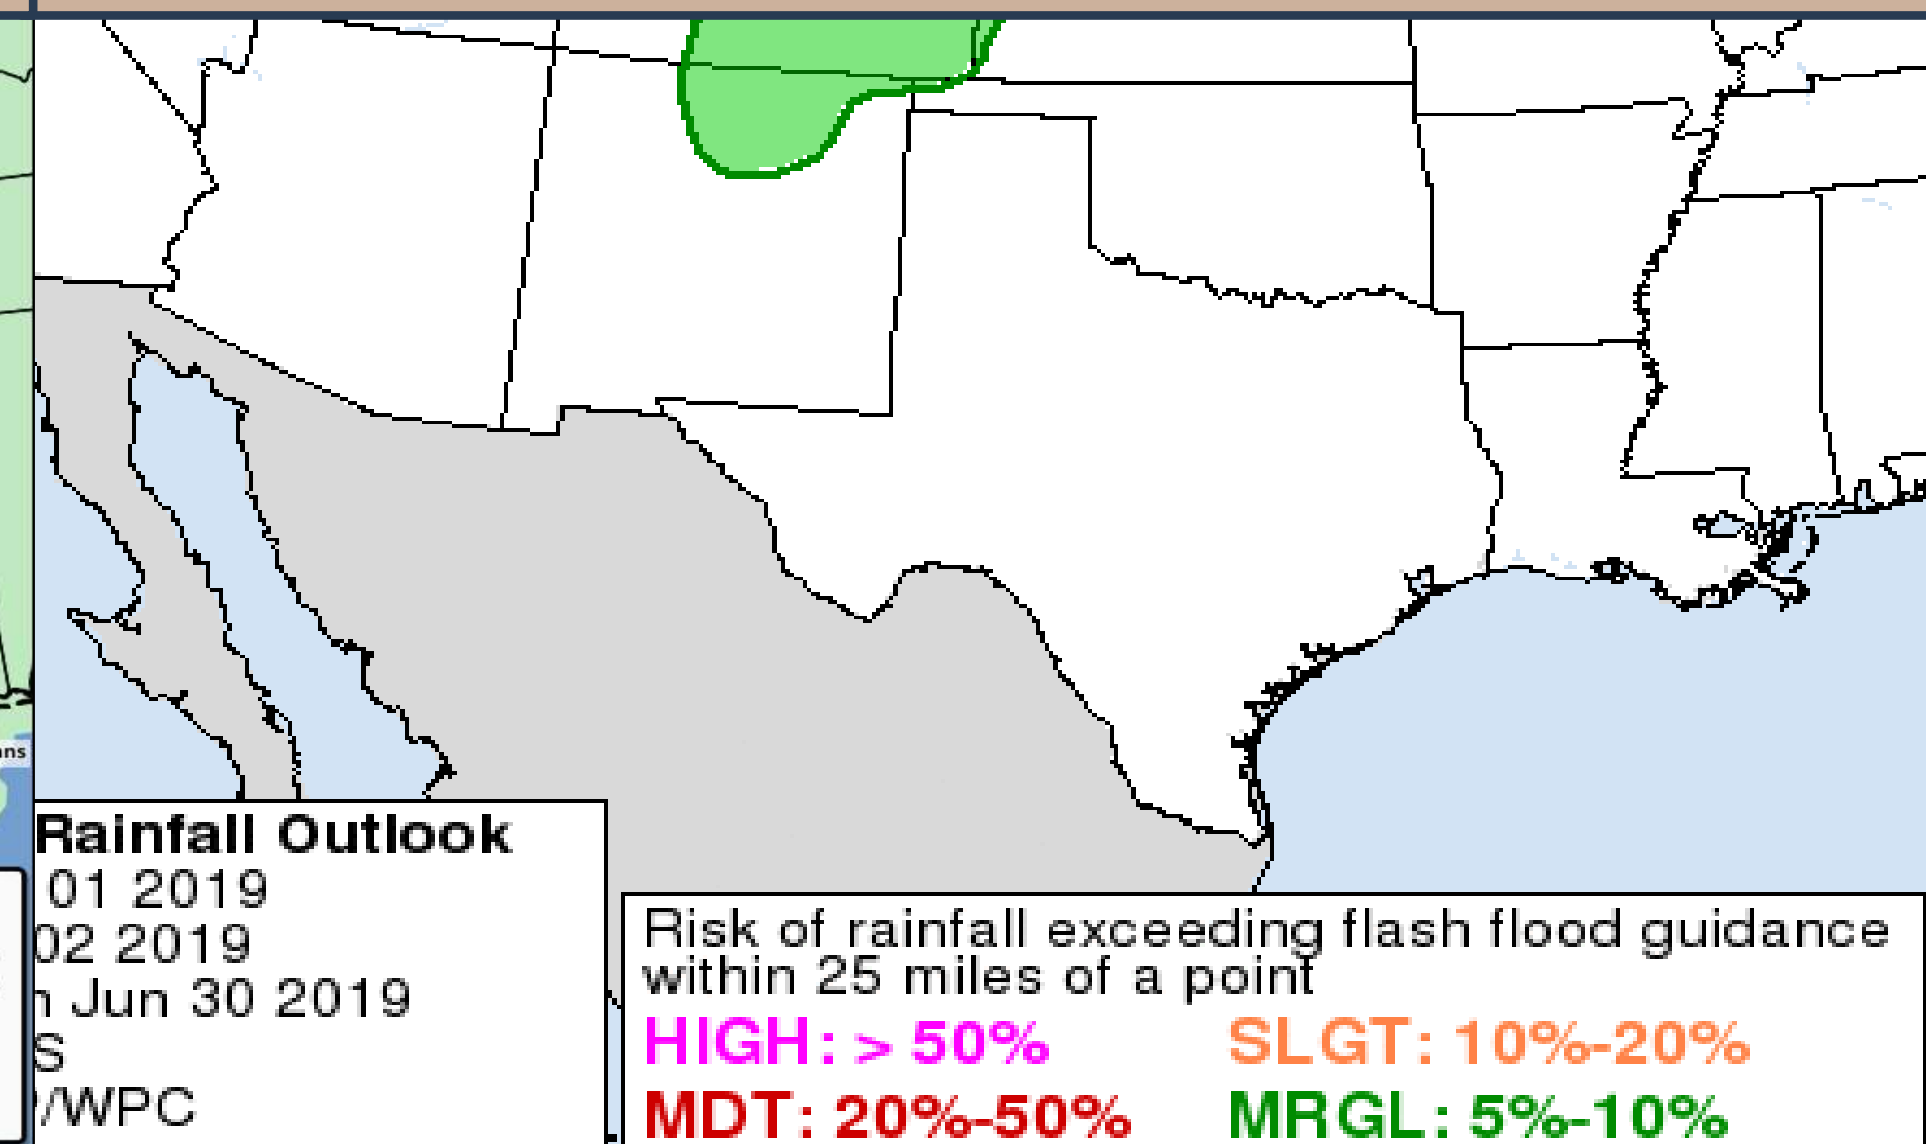 ns
Rainfall Outlook
01 2019
02 2019
Jun 30 2019
S
/WPC
Risk of rainfall exceeding flash flood guidance
within 25 miles of a point
HIGH: > 50%
SLGT: 10%-20%
MDT: 20%-50%
MRGL: 5%-10%